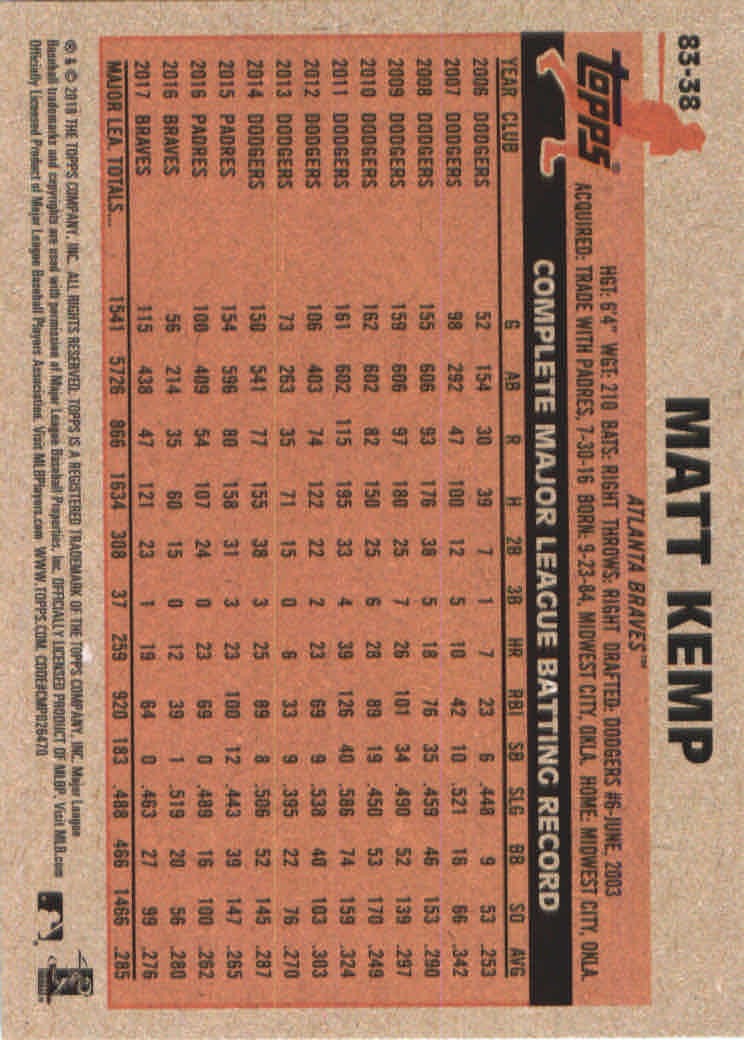 83-38
MATT KEMP
ATLANTA BRAVES™
TOPPS®
HGT: 6'4" WGT: 210 BATS: RIGHT THROWS: RIGHT DRAFTED: DODGERS #6-JUNE, 2003
ACQUIRED: TRADE WITH PADRES, 7-30-16 BORN: 9-23-84, MIDWEST CITY, OKLA. HOME: MIDWEST CITY, OKLA.
COMPLETE MAJOR LEAGUE BATTING RECORD
YEAR CLUB G AB R H 2B 3B HR RBI SB SLG BB SO AVG
2006 DODGERS 52 154 30 39 7 1 7 23 6 .448 9 53 .253
2007 DODGERS 98 292 47 100 12 5 10 42 10 .521 16 66 .342
2008 DODGERS 155 606 93 176 38 5 18 76 35 .459 46 153 .290
2009 DODGERS 159 606 97 180 25 7 26 101 34 .490 52 139 .297
2010 DODGERS 162 602 82 150 25 6 28 89 19 .450 53 170 .249
2011 DODGERS 161 602 115 195 33 4 39 126 40 .586 74 159 .324
2012 DODGERS 106 403 74 122 22 2 23 69 9 .538 40 103 .303
2013 DODGERS 73 263 35 71 15 0 6 33 9 .395 22 76 .270
2014 DODGERS 150 541 77 155 38 3 25 89 8 .506 52 145 .287
2015 PADRES 154 596 80 158 31 3 23 100 12 .443 39 147 .265
2016 PADRES 100 409 54 107 24 0 23 69 0 .489 16 100 .262
2016 BRAVES 56 214 35 60 15 0 12 39 1 .519 20 56 .280
2017 BRAVES 115 438 47 121 23 1 19 64 0 .463 27 99 .276
MAJOR LEA. TOTALS... 1541 5726 866 1634 308 37 259 920 183 .488 466 1466 .285
® & © 2018 THE TOPPS COMPANY, INC. ALL RIGHTS RESERVED. TOPPS IS A REGISTERED TRADEMARK OF THE TOPPS COMPANY, INC. Major League
Baseball trademarks and copyrights are used with permission of Major League Baseball Properties, Inc. OFFICIALLY LICENSED PRODUCT OF MLBP. Visit MLB.com
Officially Licensed Product of Major League Baseball Players Association. Visit MLBPlayers.com WWW.TOPPS.COM. CODE#CMP026470